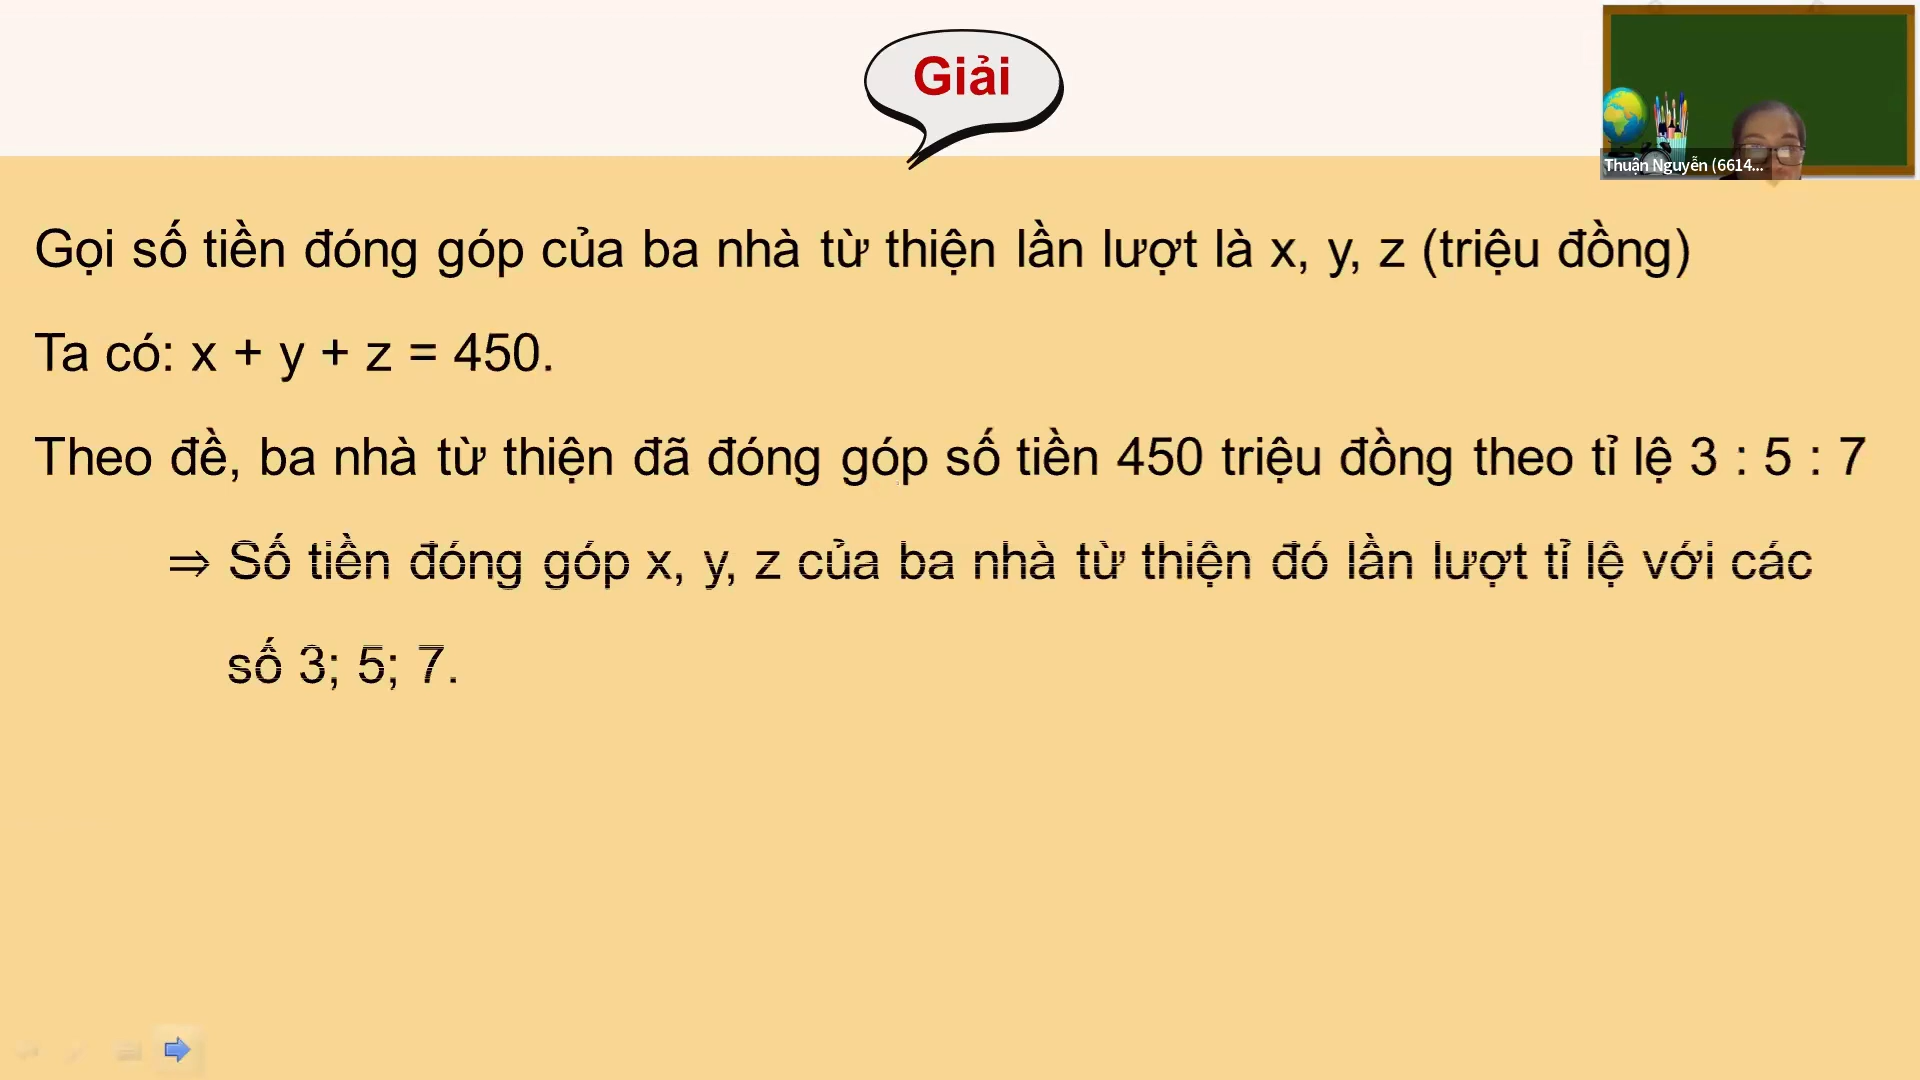 Giải
Thuận Nguyễn (6614...
Gọi số tiền đóng góp của ba nhà từ thiện lần lượt là x, y, z (triệu đồng)
Ta có: x + y + z = 450.
Theo đề, ba nhà từ thiện đã đóng góp số tiền 450 triệu đồng theo tỉ lệ 3 : 5 : 7
⇒ Số tiền đóng góp x, y, z của ba nhà từ thiện đó lần lượt tỉ lệ với các
số 3; 5; 7.